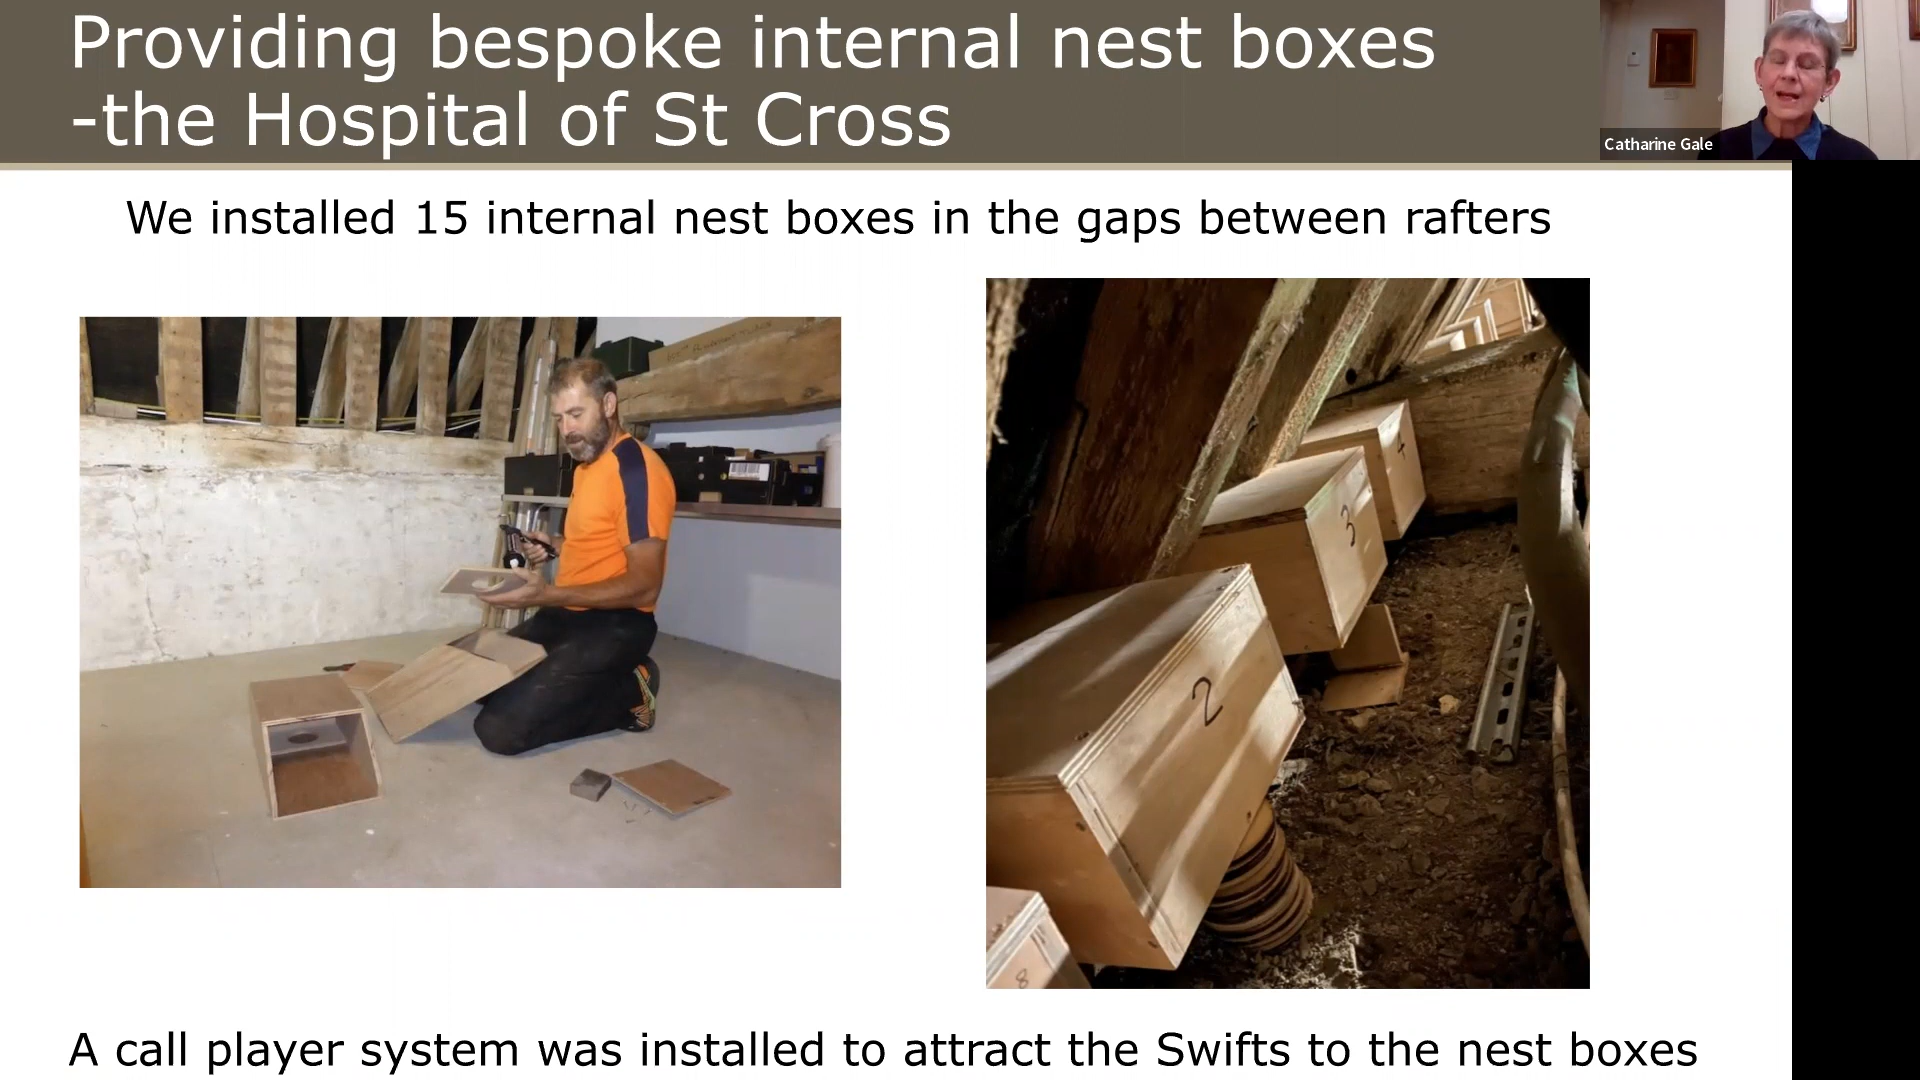 Providing bespoke internal nest boxes
-the Hospital of St Cross
Catharine Gale
We installed 15 internal nest boxes in the gaps between rafters
4
3
2
8
A call player system was installed to attract the Swifts to the nest boxes